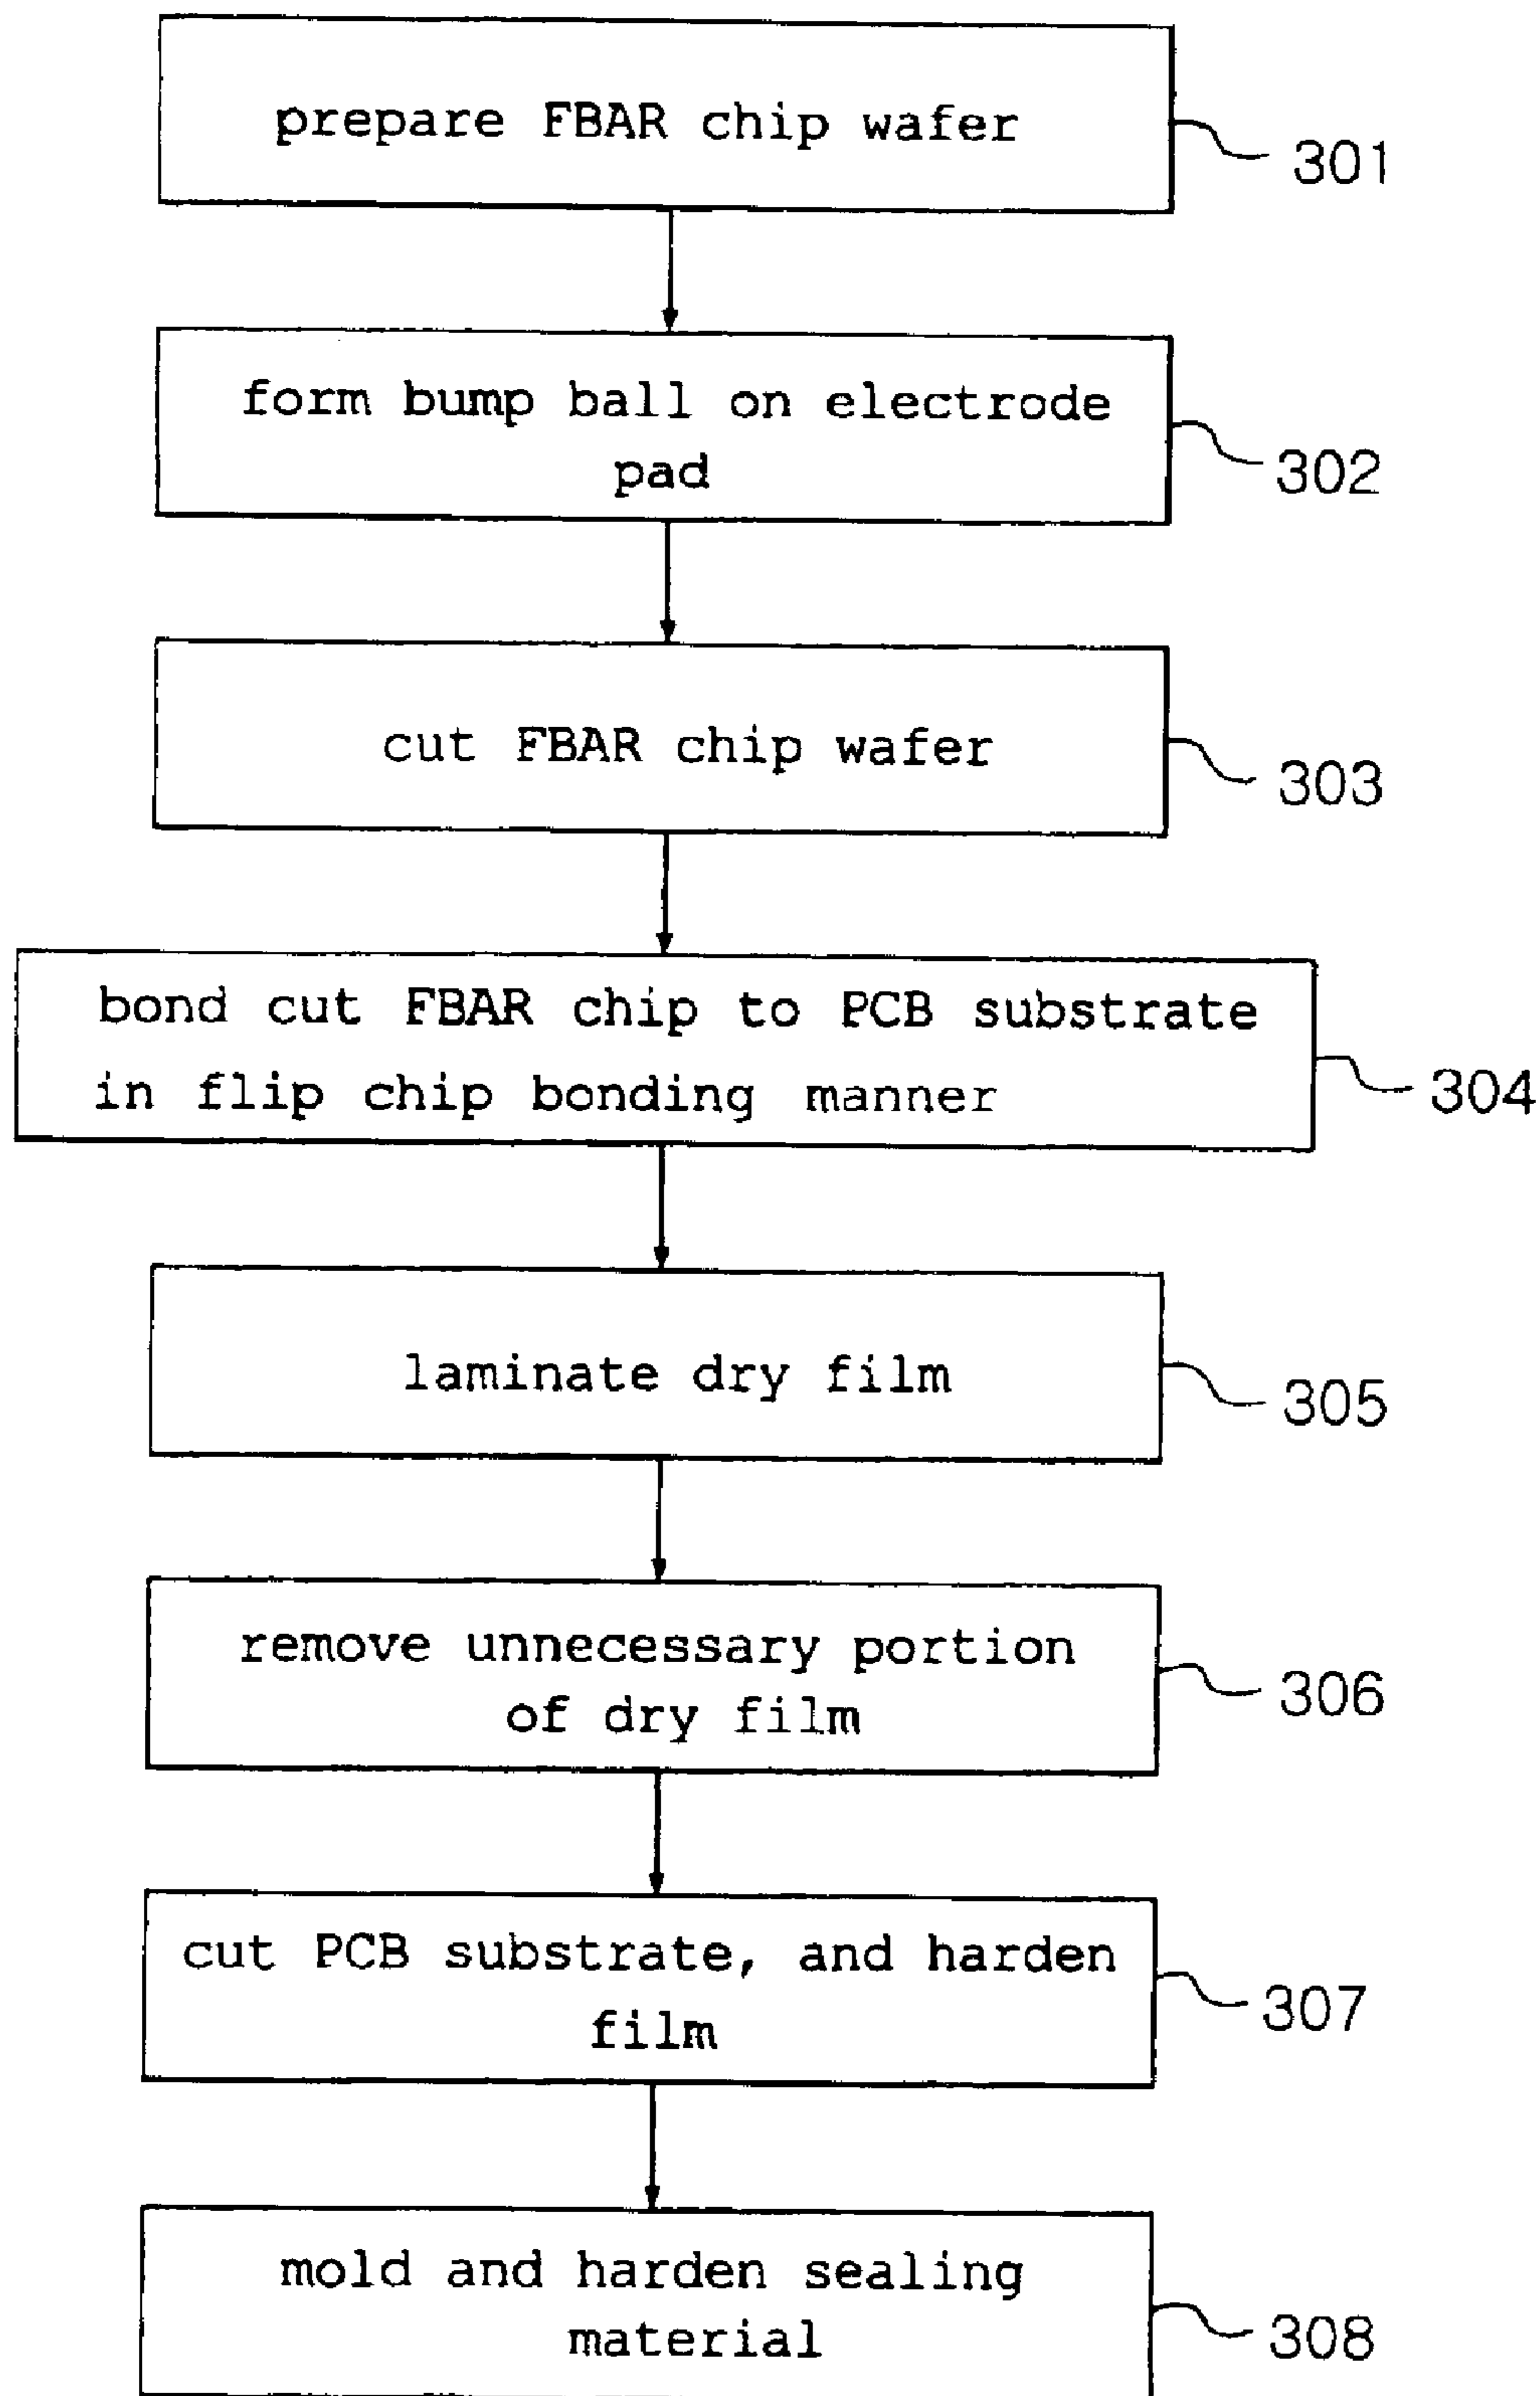 prepare FBAR chip wafer
301
form bump ball on electrode
pad
302
cut FBAR chip wafer
303
bond cut FBAR chip to PCB substrate
in flip chip bonding manner
304
laminate dry film
305
remove unnecessary portion
of dry film
306
cut PCB substrate, and harden
film
307
mold and harden sealing
material
308